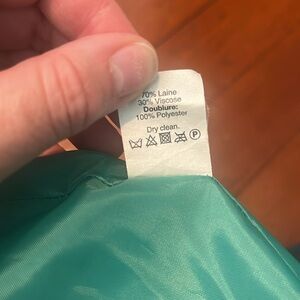 70% Laine
30% Viscose
Doublure:
100% Polyester
Dry clean.
P